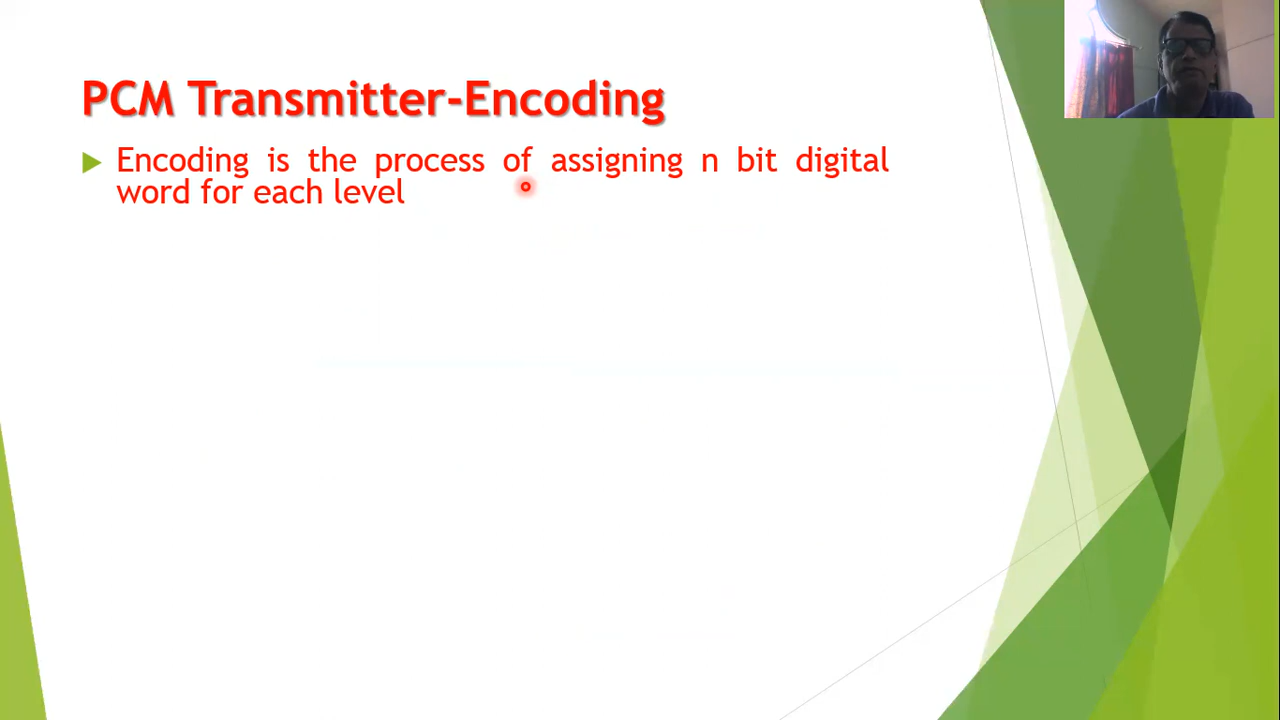 PCM Transmitter-Encoding
Encoding is the process of assigning n bit digital
word for each level